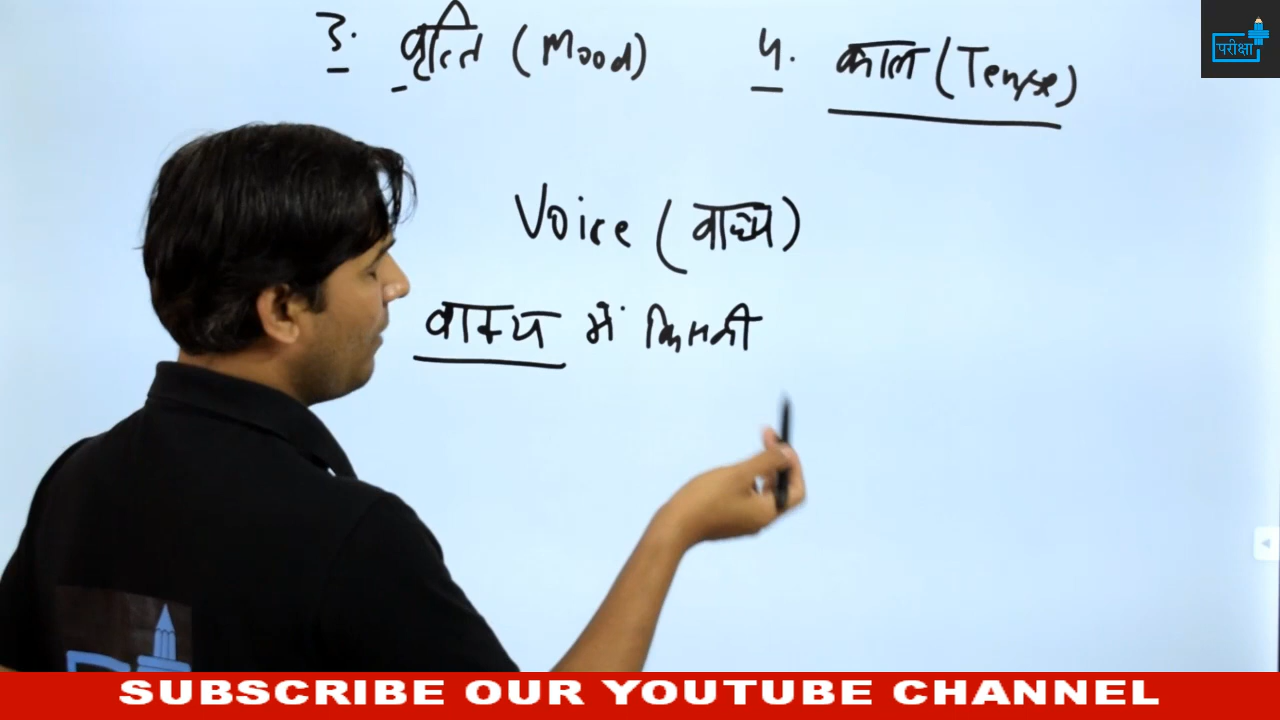 3. वृत्ति (Mood) 4. काल (Tense)
परीक्षा
Voice (वाच्य)
वाक्य में किसकी
SUBSCRIBE OUR YOUTUBE CHANNEL